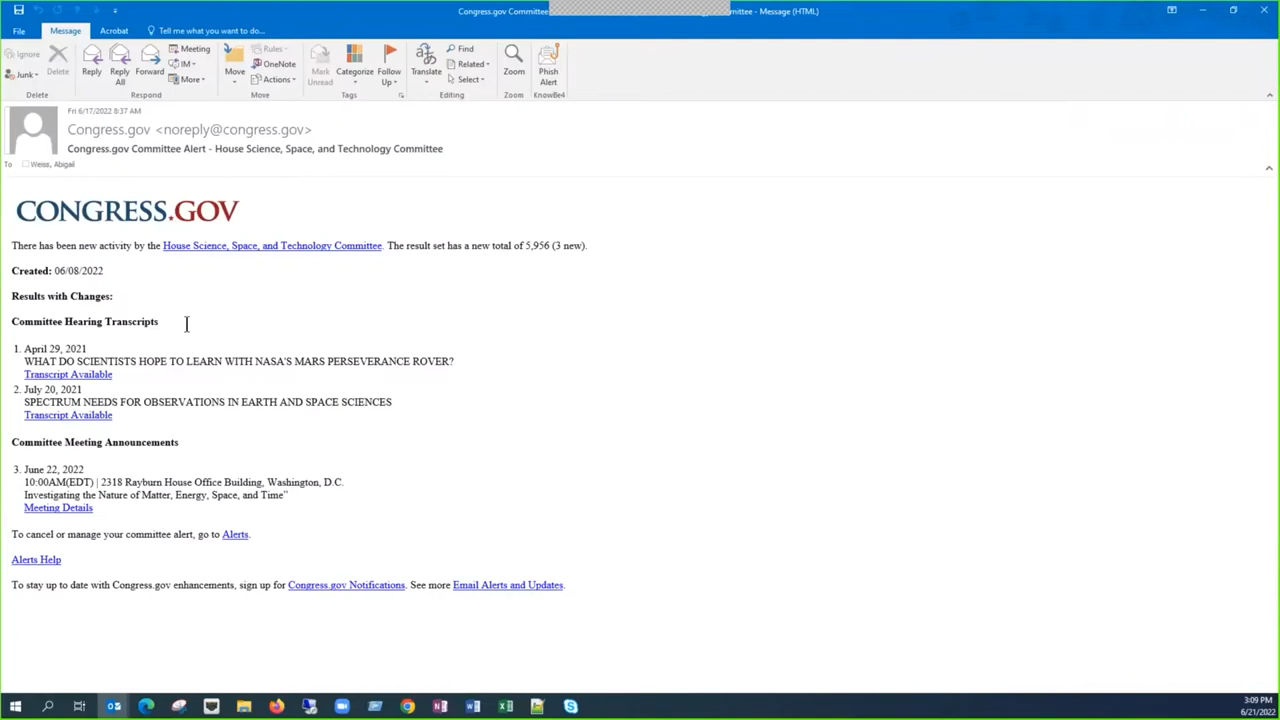 Congress.gov Committee mmittee - Message (HTML)
File Message Acrobat Tell me what you want to do...
Ignore
Junk
Delete
Delete
Reply
Reply All
Forward
Meeting
IM
More
Respond
Move
Rules
OneNote
Actions
Move
Mark Unread
Categorize
Follow Up
Tags
Translate
Find
Related
Select
Editing
Zoom
Zoom
Phish Alert
KnowBe4
Fri 6/17/2022 8:37 AM
Congress.gov <noreply@congress.gov>
Congress.gov Committee Alert - House Science, Space, and Technology Committee
To Weiss, Abigail
CONGRESS.GOV
There has been new activity by the House Science, Space, and Technology Committee. The result set has a new total of 5,956 (3 new).
Created: 06/08/2022
Results with Changes:
Committee Hearing Transcripts
1. April 29, 2021
WHAT DO SCIENTISTS HOPE TO LEARN WITH NASA'S MARS PERSEVERANCE ROVER?
Transcript Available
2. July 20, 2021
SPECTRUM NEEDS FOR OBSERVATIONS IN EARTH AND SPACE SCIENCES
Transcript Available
Committee Meeting Announcements
3. June 22, 2022
10:00AM(EDT) | 2318 Rayburn House Office Building, Washington, D.C.
Investigating the Nature of Matter, Energy, Space, and Time”
Meeting Details
To cancel or manage your committee alert, go to Alerts.
Alerts Help
To stay up to date with Congress.gov enhancements, sign up for Congress.gov Notifications. See more Email Alerts and Updates.
3:09 PM
6/21/2022